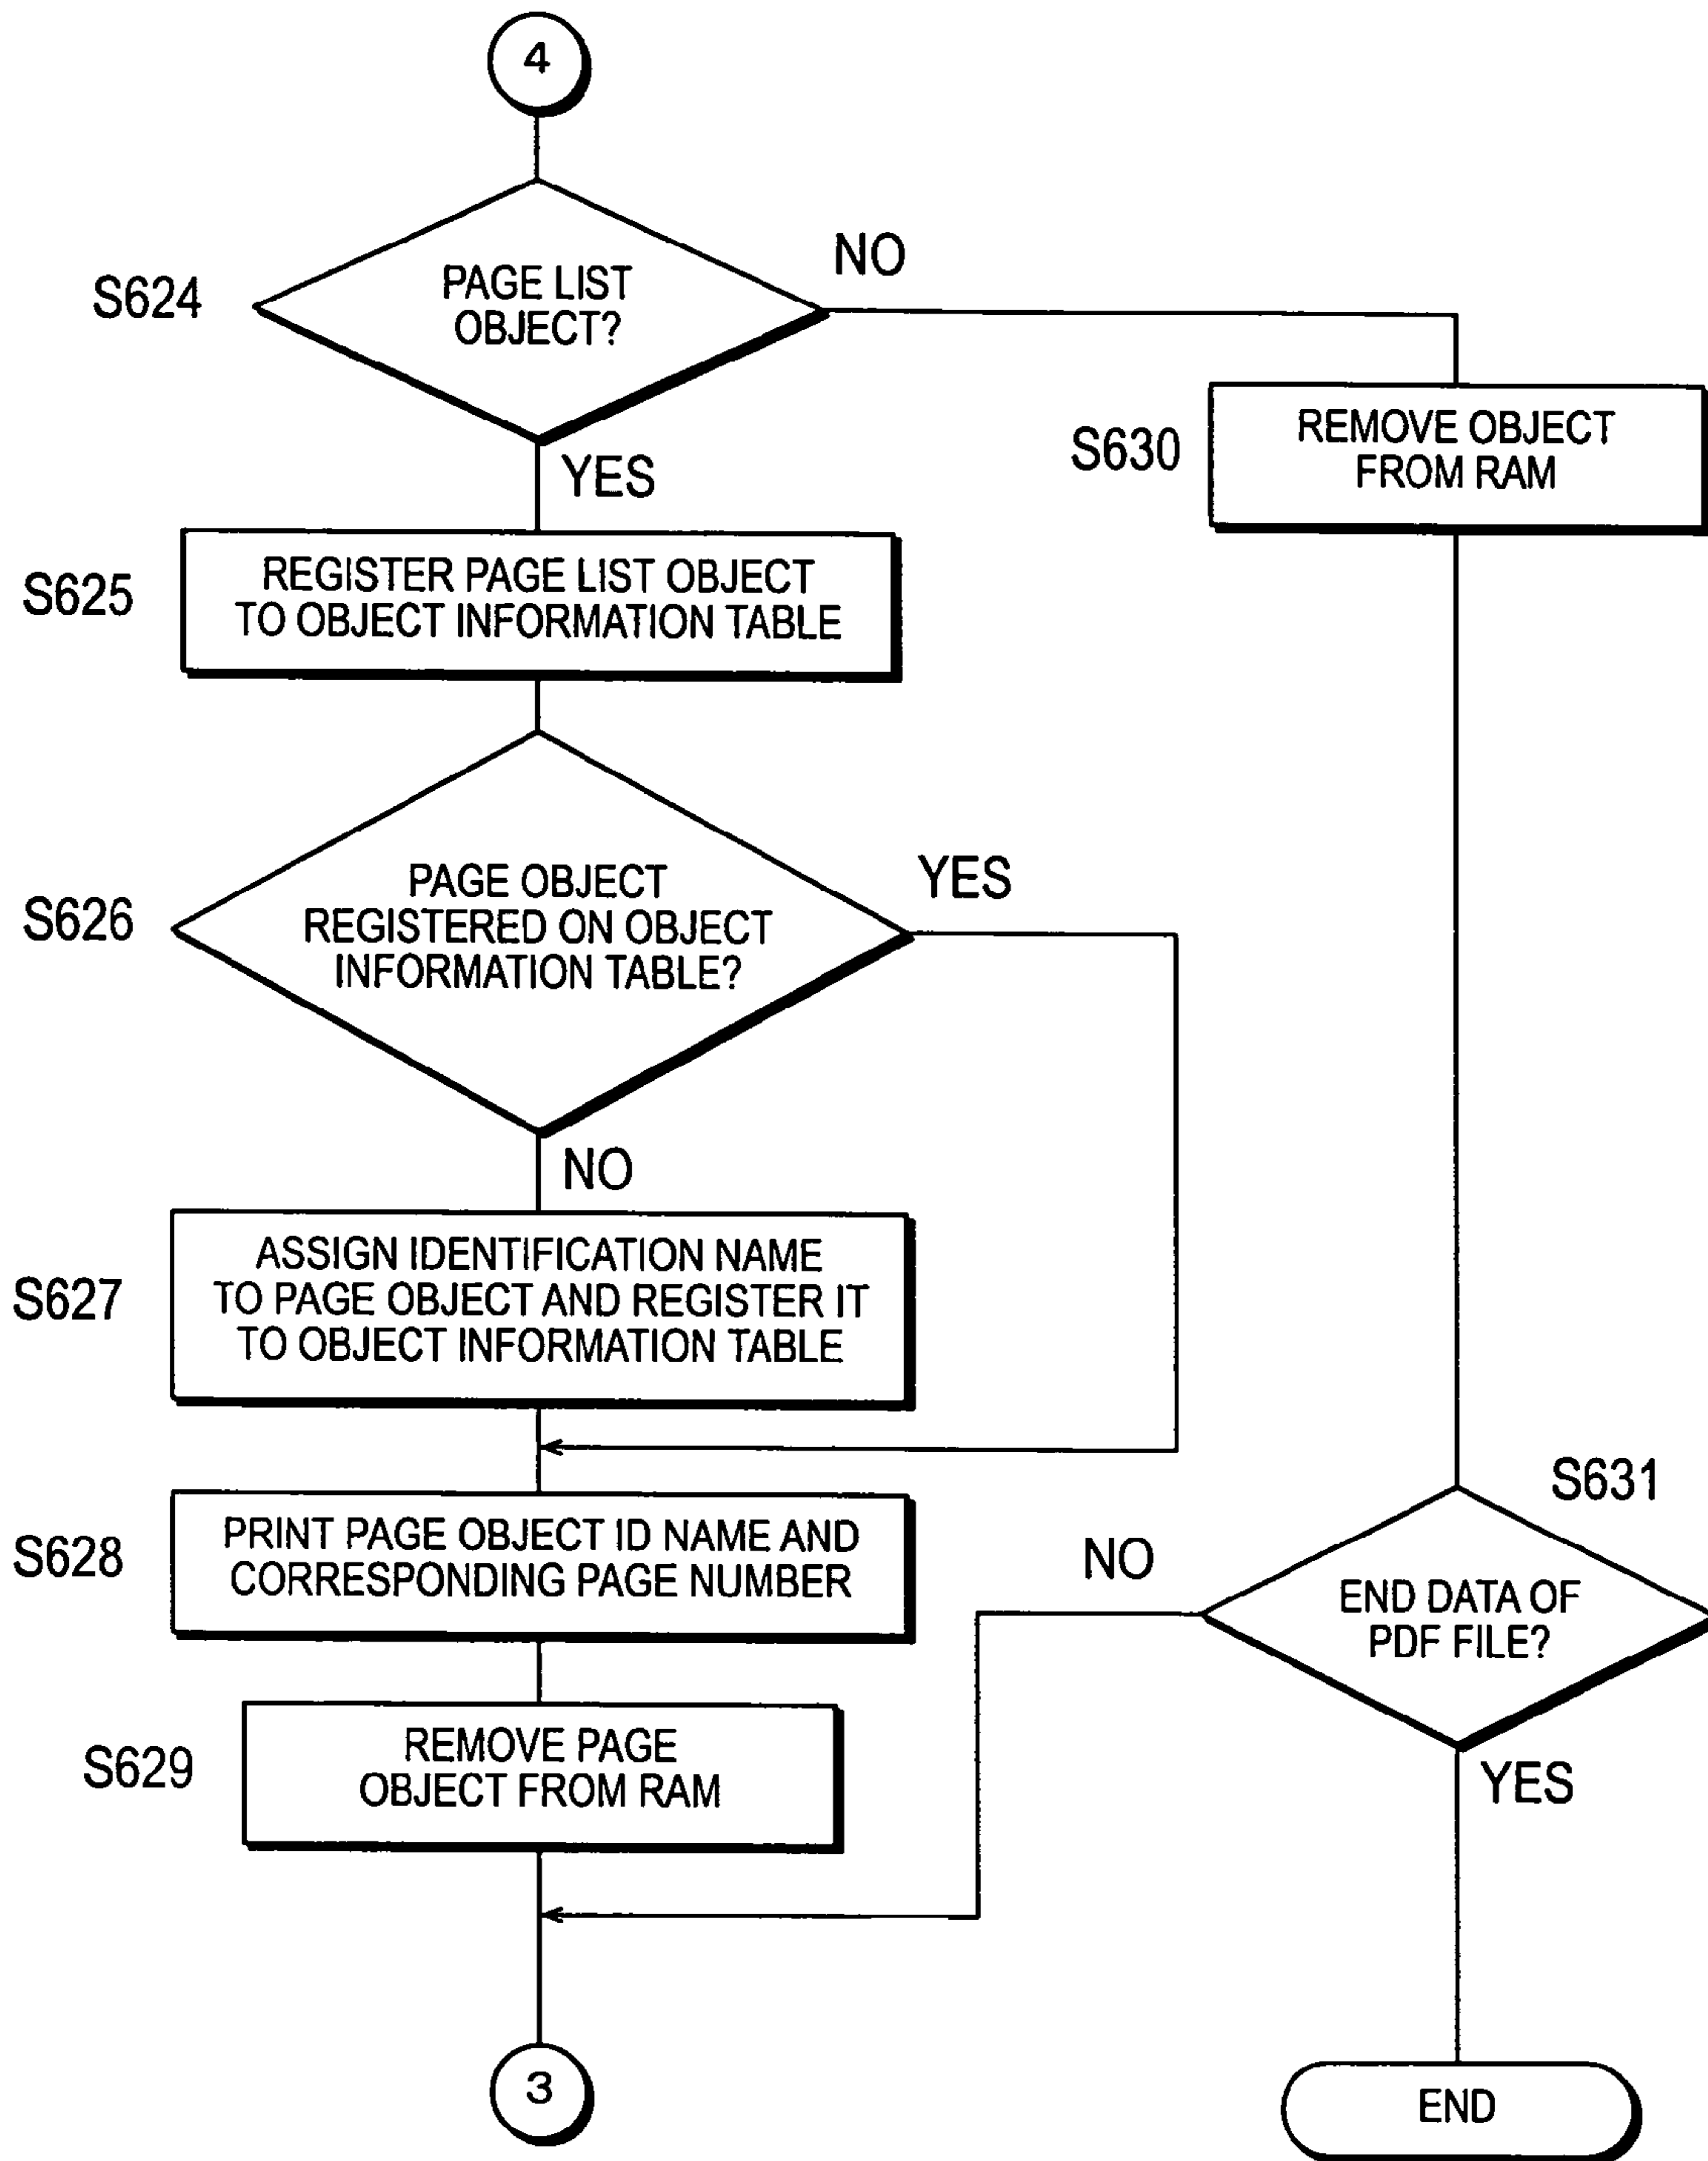 4
S624
PAGE LIST
OBJECT?
NO
YES
S630
REMOVE OBJECT
FROM RAM
S625
REGISTER PAGE LIST OBJECT
TO OBJECT INFORMATION TABLE
S626
PAGE OBJECT
REGISTERED ON OBJECT
INFORMATION TABLE?
YES
NO
S627
ASSIGN IDENTIFICATION NAME
TO PAGE OBJECT AND REGISTER IT
TO OBJECT INFORMATION TABLE
S628
PRINT PAGE OBJECT ID NAME AND
CORRESPONDING PAGE NUMBER
S631
NO
END DATA OF
PDF FILE?
YES
S629
REMOVE PAGE
OBJECT FROM RAM
3
END